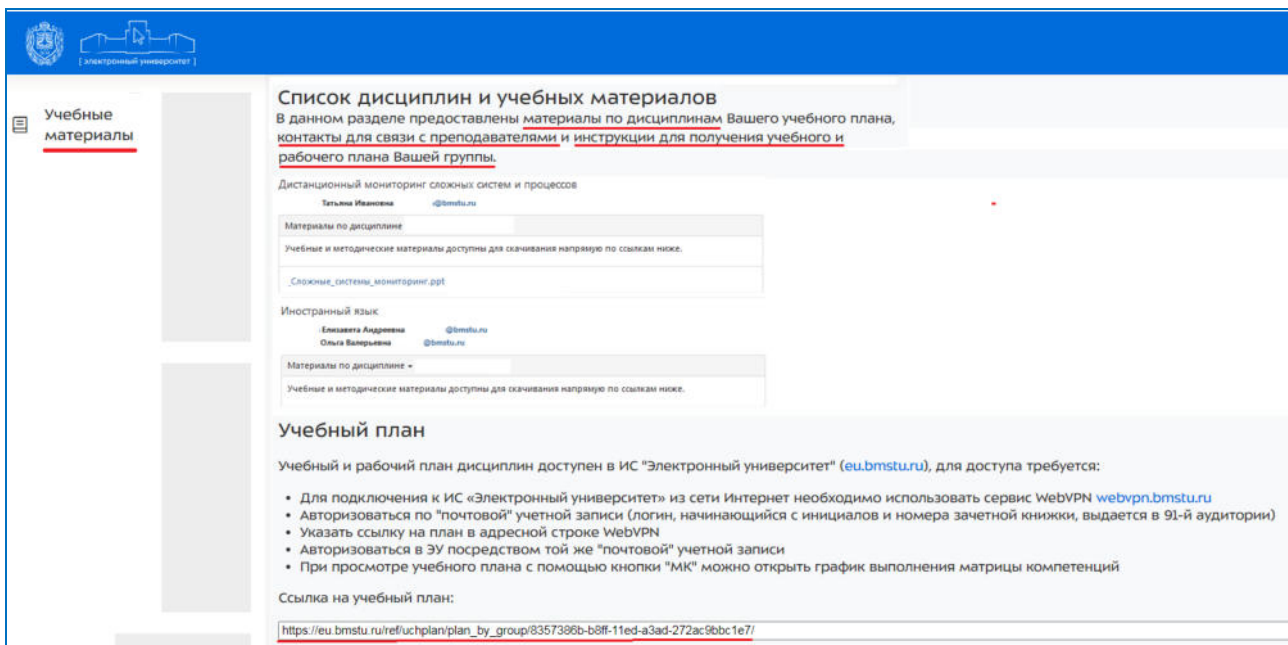 [ электронный университет ]
Учебные
материалы
Список дисциплин и учебных материалов
В данном разделе предоставлены материалы по дисциплинам Вашего учебного плана,
контакты для связи с преподавателями и инструкции для получения учебного и
рабочего плана Вашей группы.
Дистанционный мониторинг сложных систем и процессов
Татьяна Ивановна @bmstu.ru
Материалы по дисциплине
Учебные и методические материалы доступны для скачивания напрямую по ссылкам ниже.
_Сложные_системы_мониторинг.ppt
Иностранный язык
Елизавета Андреевна @bmstu.ru
Ольга Валерьевна @bmstu.ru
Материалы по дисциплине
Учебные и методические материалы доступны для скачивания напрямую по ссылкам ниже.
Учебный план
Учебный и рабочий план дисциплин доступен в ИС "Электронный университет" (eu.bmstu.ru), для доступа требуется:
• Для подключения к ИС «Электронный университет» из сети Интернет необходимо использовать сервис WebVPN webvpn.bmstu.ru
• Авторизоваться по "почтовой" учетной записи (логин, начинающийся с инициалов и номера зачетной книжки, выдается в 91-й аудитории)
• Указать ссылку на план в адресной строке WebVPN
• Авторизоваться в ЭУ посредством той же "почтовой" учетной записи
• При просмотре учебного плана с помощью кнопки "МК" можно открыть график выполнения матрицы компетенций
Ссылка на учебный план:
https://eu.bmstu.ru/ref/uchplan/plan_by_group/8357386b-b8ff-11ed-a3ad-272ac9bbc1e7/